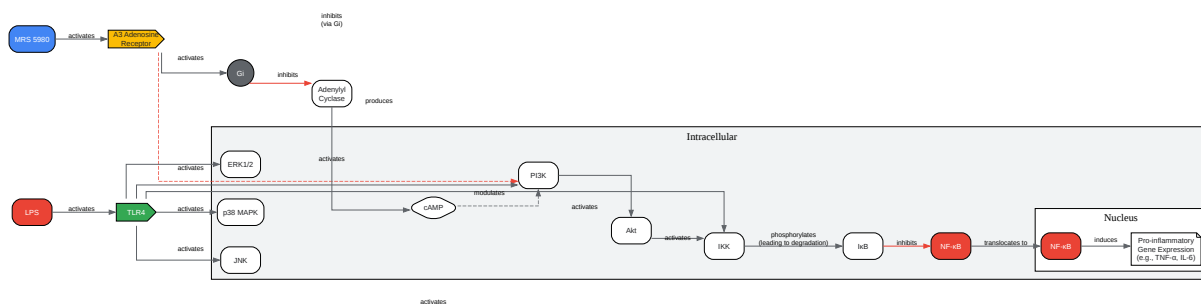 inhibits
(via Gi)
MRS 5980
activates
A3 Adenosine
Receptor
activates
Gi
inhibits
Adenylyl
Cyclase
produces
Intracellular
activates
ERK1/2
activates
PI3K
modulates
LPS
activates
TLR4
activates
p38 MAPK
cAMP
activates
Akt
activates
IKK
phosphorylates
(leading to degradation)
IκB
inhibits
NF-κB
translocates to
Nucleus
NF-κB
induces
Pro-inflammatory
Gene Expression
(e.g., TNF-α, IL-6)
activates
JNK
activates